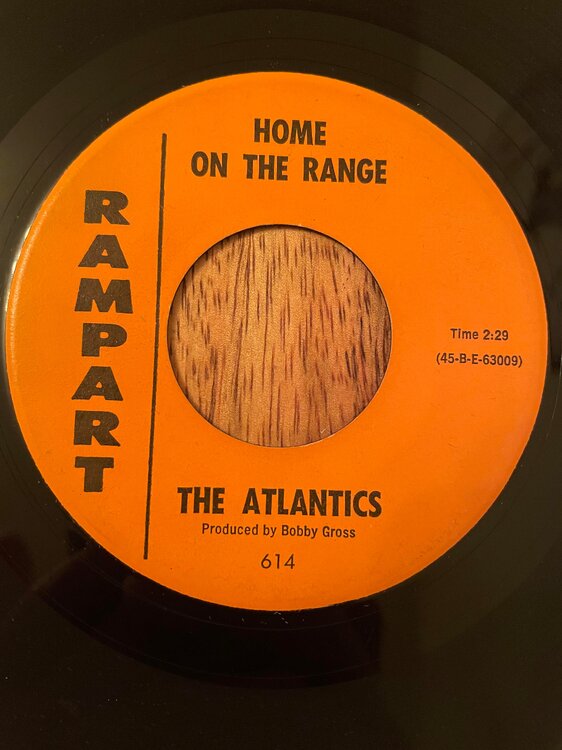 HOME
ON THE RANGE
RAMPART
Time 2:29
(45-B-E-63009)
THE ATLANTICS
Produced by Bobby Gross
614